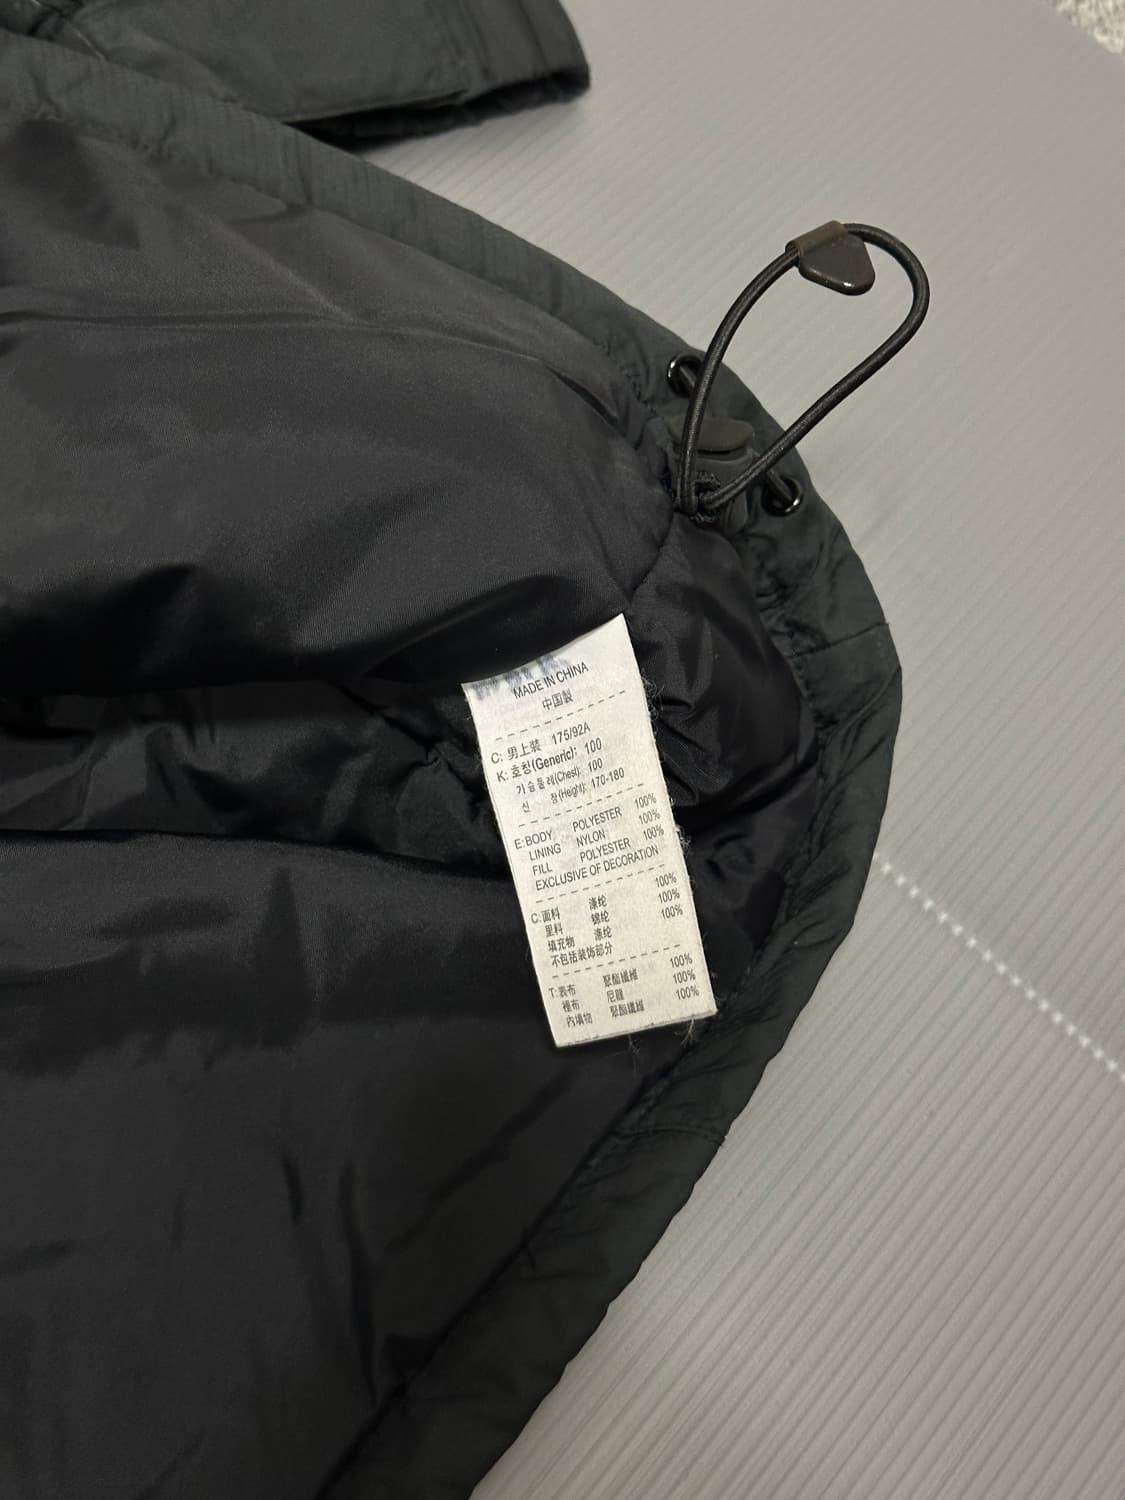 MADE IN CHINA
中国製
C: 男上裝 175/92A
K: 호칭(Generic): 100
가슴둘레(Chest): 100
신 장(Height): 170-180
E: BODY POLYESTER 100%
LINING NYLON 100%
FILL POLYESTER 100%
EXCLUSIVE OF DECORATION
C: 面料 涤纶 100%
里料 锦纶 100%
填充物 涤纶 100%
不包括装饰部分
T: 表布 聚酯纖維 100%
裡布 尼龍 100%
內填物 聚酯纖維 100%